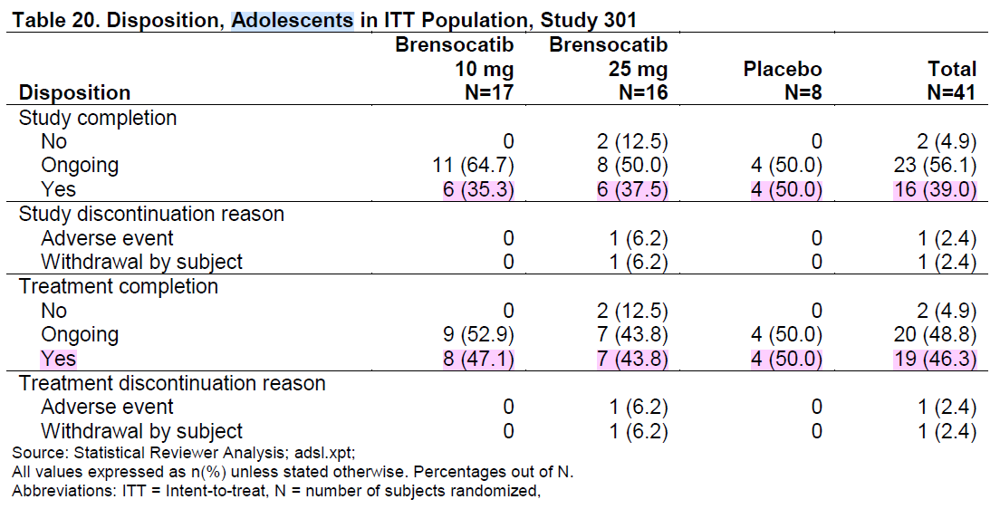 Table 20. Disposition, Adolescents in ITT Population, Study 301
Brensocatib Brensocatib
10 mg 25 mg Placebo Total
Disposition N=17 N=16 N=8 N=41
Study completion
No 0 2 (12.5) 0 2 (4.9)
Ongoing 11 (64.7) 8 (50.0) 4 (50.0) 23 (56.1)
Yes 6 (35.3) 6 (37.5) 4 (50.0) 16 (39.0)
Study discontinuation reason
Adverse event 0 1 (6.2) 0 1 (2.4)
Withdrawal by subject 0 1 (6.2) 0 1 (2.4)
Treatment completion
No 0 2 (12.5) 0 2 (4.9)
Ongoing 9 (52.9) 7 (43.8) 4 (50.0) 20 (48.8)
Yes 8 (47.1) 7 (43.8) 4 (50.0) 19 (46.3)
Treatment discontinuation reason
Adverse event 0 1 (6.2) 0 1 (2.4)
Withdrawal by subject 0 1 (6.2) 0 1 (2.4)
Source: Statistical Reviewer Analysis; adsl.xpt;
All values expressed as n(%) unless stated otherwise. Percentages out of N.
Abbreviations: ITT = Intent-to-treat, N = number of subjects randomized,